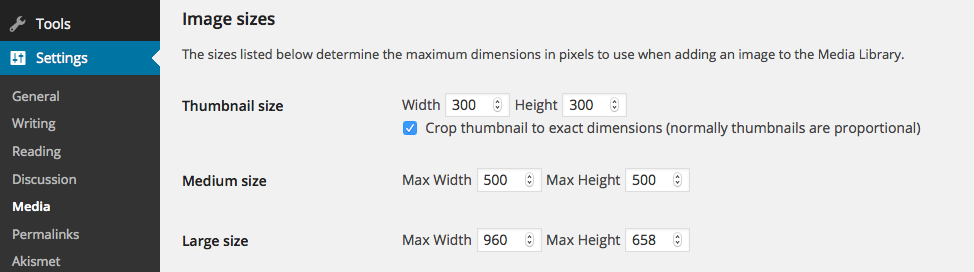 Tools
Settings
General
Writing
Reading
Discussion
Media
Permalinks
Akismet
Image sizes
The sizes listed below determine the maximum dimensions in pixels to use when adding an image to the Media Library.
Thumbnail size Width 300 Height 300
Crop thumbnail to exact dimensions (normally thumbnails are proportional)
Medium size Max Width 500 Max Height 500
Large size Max Width 960 Max Height 658